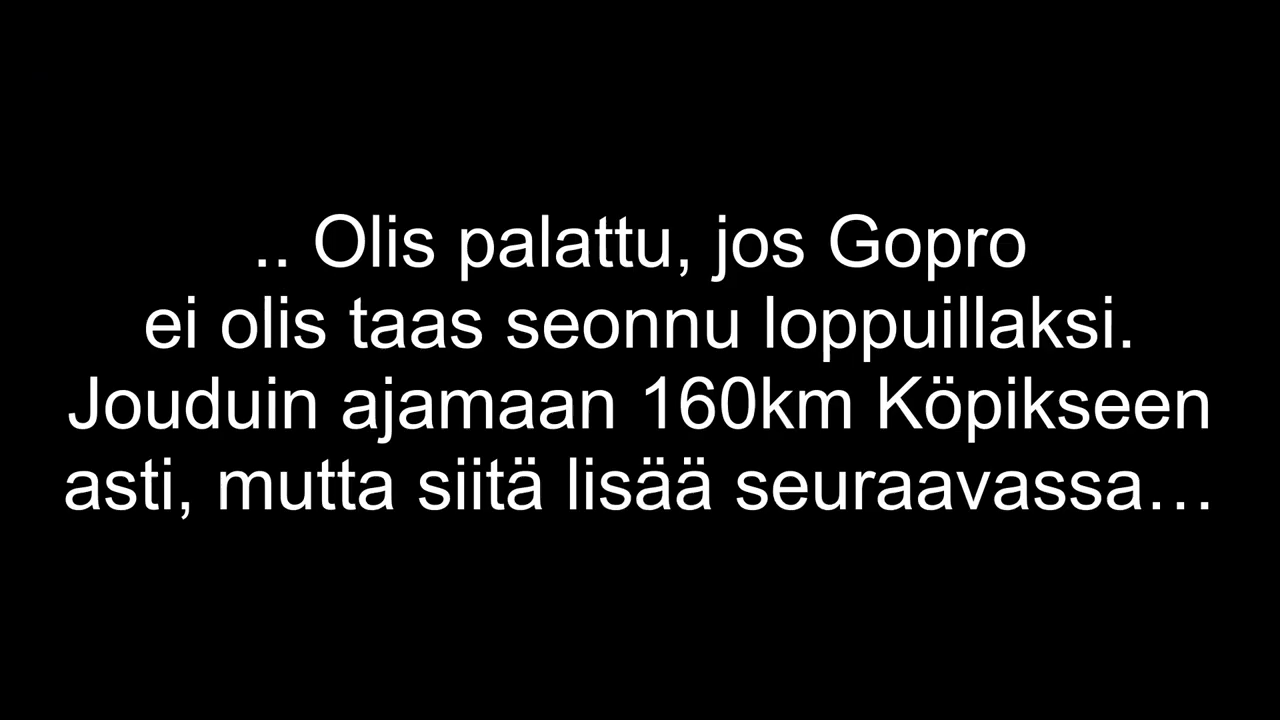 .. Olis palattu, jos Gopro
ei olis taas seonnu loppuillaksi.
Jouduin ajamaan 160km Köpikseen
asti, mutta siitä lisää seuraavassa…